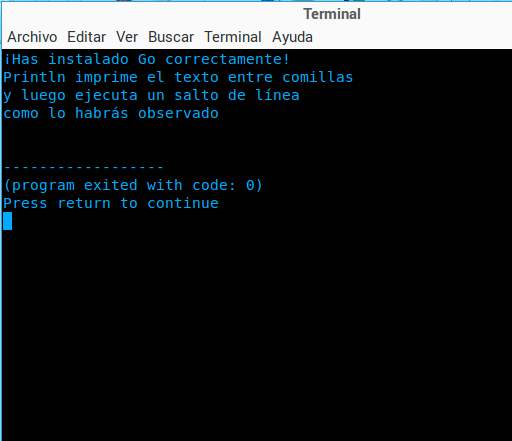 Terminal
Archivo Editar Ver Buscar Terminal Ayuda
¡Has instalado Go correctamente!
Println imprime el texto entre comillas
y luego ejecuta un salto de línea
como lo habrás observado
------------------
(program exited with code: 0)
Press return to continue